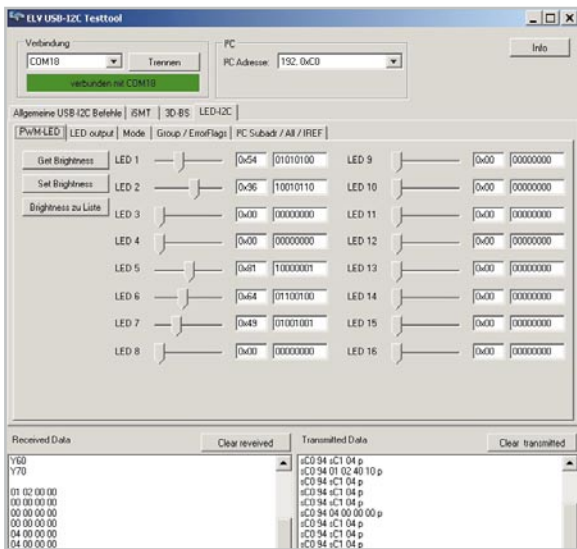 ELV USB-I2C Testtool
Verbindung
COM18
Trennen
verbunden mit COM18
I²C
I²C Adresse:
192, 0xC0
Info
Allgemeine USB-I2C Befehle
iSMT
3D-BS
LED-I2C
PWM-LED
LED output
Mode
Group / ErrorFlags
I²C Subadr / All / IREF
Get Brightness
Set Brightness
Brightness zu Liste
LED 1 0x54 01010100
LED 2 0x96 10010110
LED 3 0x00 00000000
LED 4 0x00 00000000
LED 5 0x81 10000001
LED 6 0x64 01100100
LED 7 0x49 01001001
LED 8 0x00 00000000
LED 9 0x00 00000000
LED 10 0x00 00000000
LED 11 0x00 00000000
LED 12 0x00 00000000
LED 13 0x00 00000000
LED 14 0x00 00000000
LED 15 0x00 00000000
LED 16 0x00 00000000
Received Data
Clear reveived
Y60
Y70
01 02 00 00
00 00 00 00
00 00 00 00
00 00 00 00
04 00 00 00
04 00 00 00
Transmitted Data
Clear transmitted
sC0 94 sC1 04 p
sC0 94 01 02 40 10 p
sC0 94 sC1 04 p
sC0 94 sC1 04 p
sC0 94 04 00 00 00 p
sC0 94 sC1 04 p
sC0 94 sC1 04 p
sC0 94 sC1 04 p